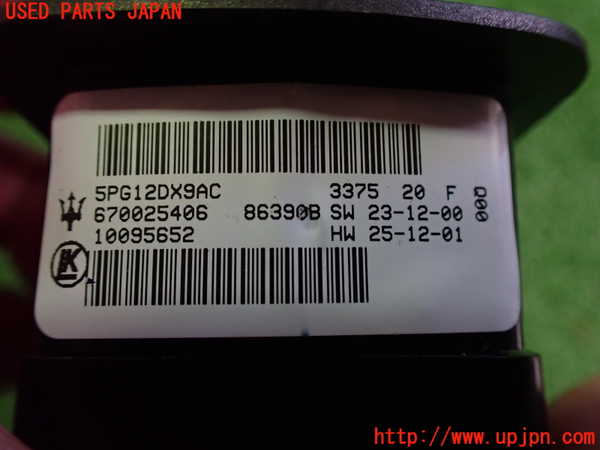 USED PARTS JAPAN
5PG12DX9AC 3375 20 F
670025406 86390B SW 23-12-00
10095652 HW 25-12-01
Q00
K
http://www.upjpn.com/